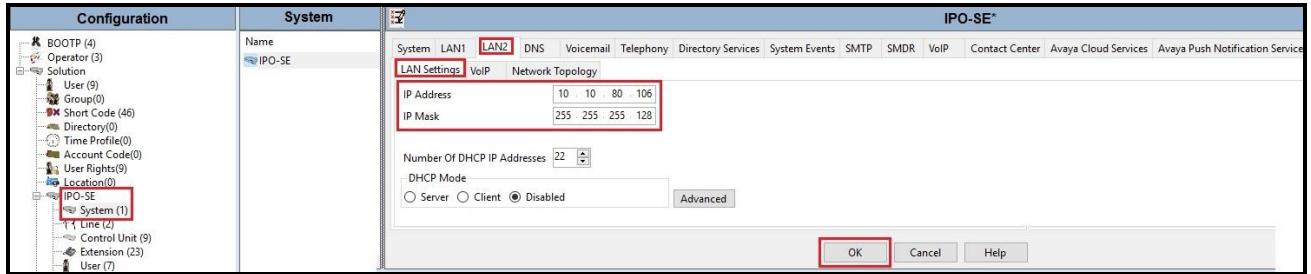 Configuration
BOOTP (4)
Operator (3)
Solution
User (9)
Group(0)
Short Code (46)
Directory(0)
Time Profile(0)
Account Code(0)
User Rights(9)
Location(0)
IPO-SE
System (1)
Line (2)
Control Unit (9)
Extension (23)
User (7)
System
Name
IPO-SE
IPO-SE*
System LAN1 LAN2 DNS Voicemail Telephony Directory Services System Events SMTP SMDR VoIP Contact Center Avaya Cloud Services Avaya Push Notification Service
LAN Settings VoIP Network Topology
IP Address 10 . 10 . 80 . 106
IP Mask 255 . 255 . 255 . 128
Number Of DHCP IP Addresses 22
DHCP Mode
Server Client Disabled Advanced
OK Cancel Help